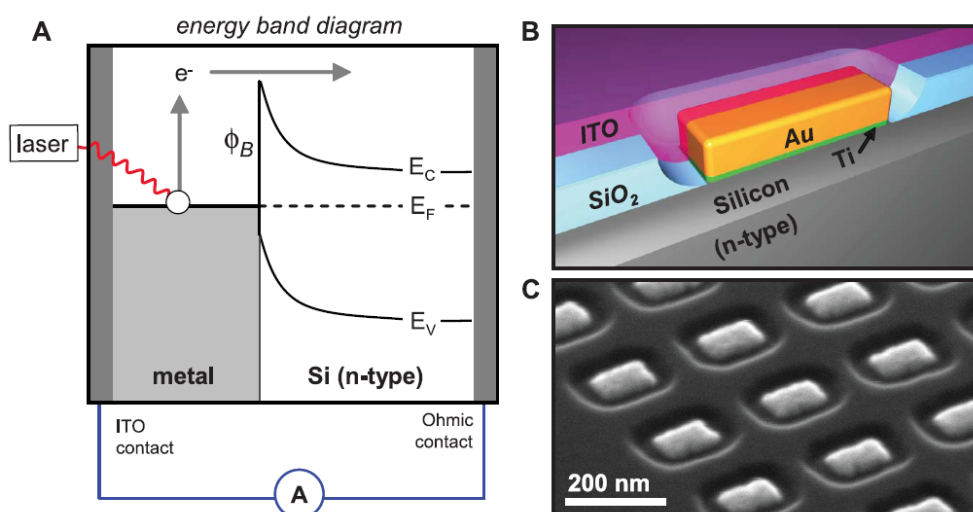 A
energy band diagram
e-
laser
ϕB
EC
EF
EV
metal
Si (n-type)
ITO
contact
Ohmic
contact
A
B
ITO
Au
Ti
SiO2
Silicon
(n-type)
C
200 nm